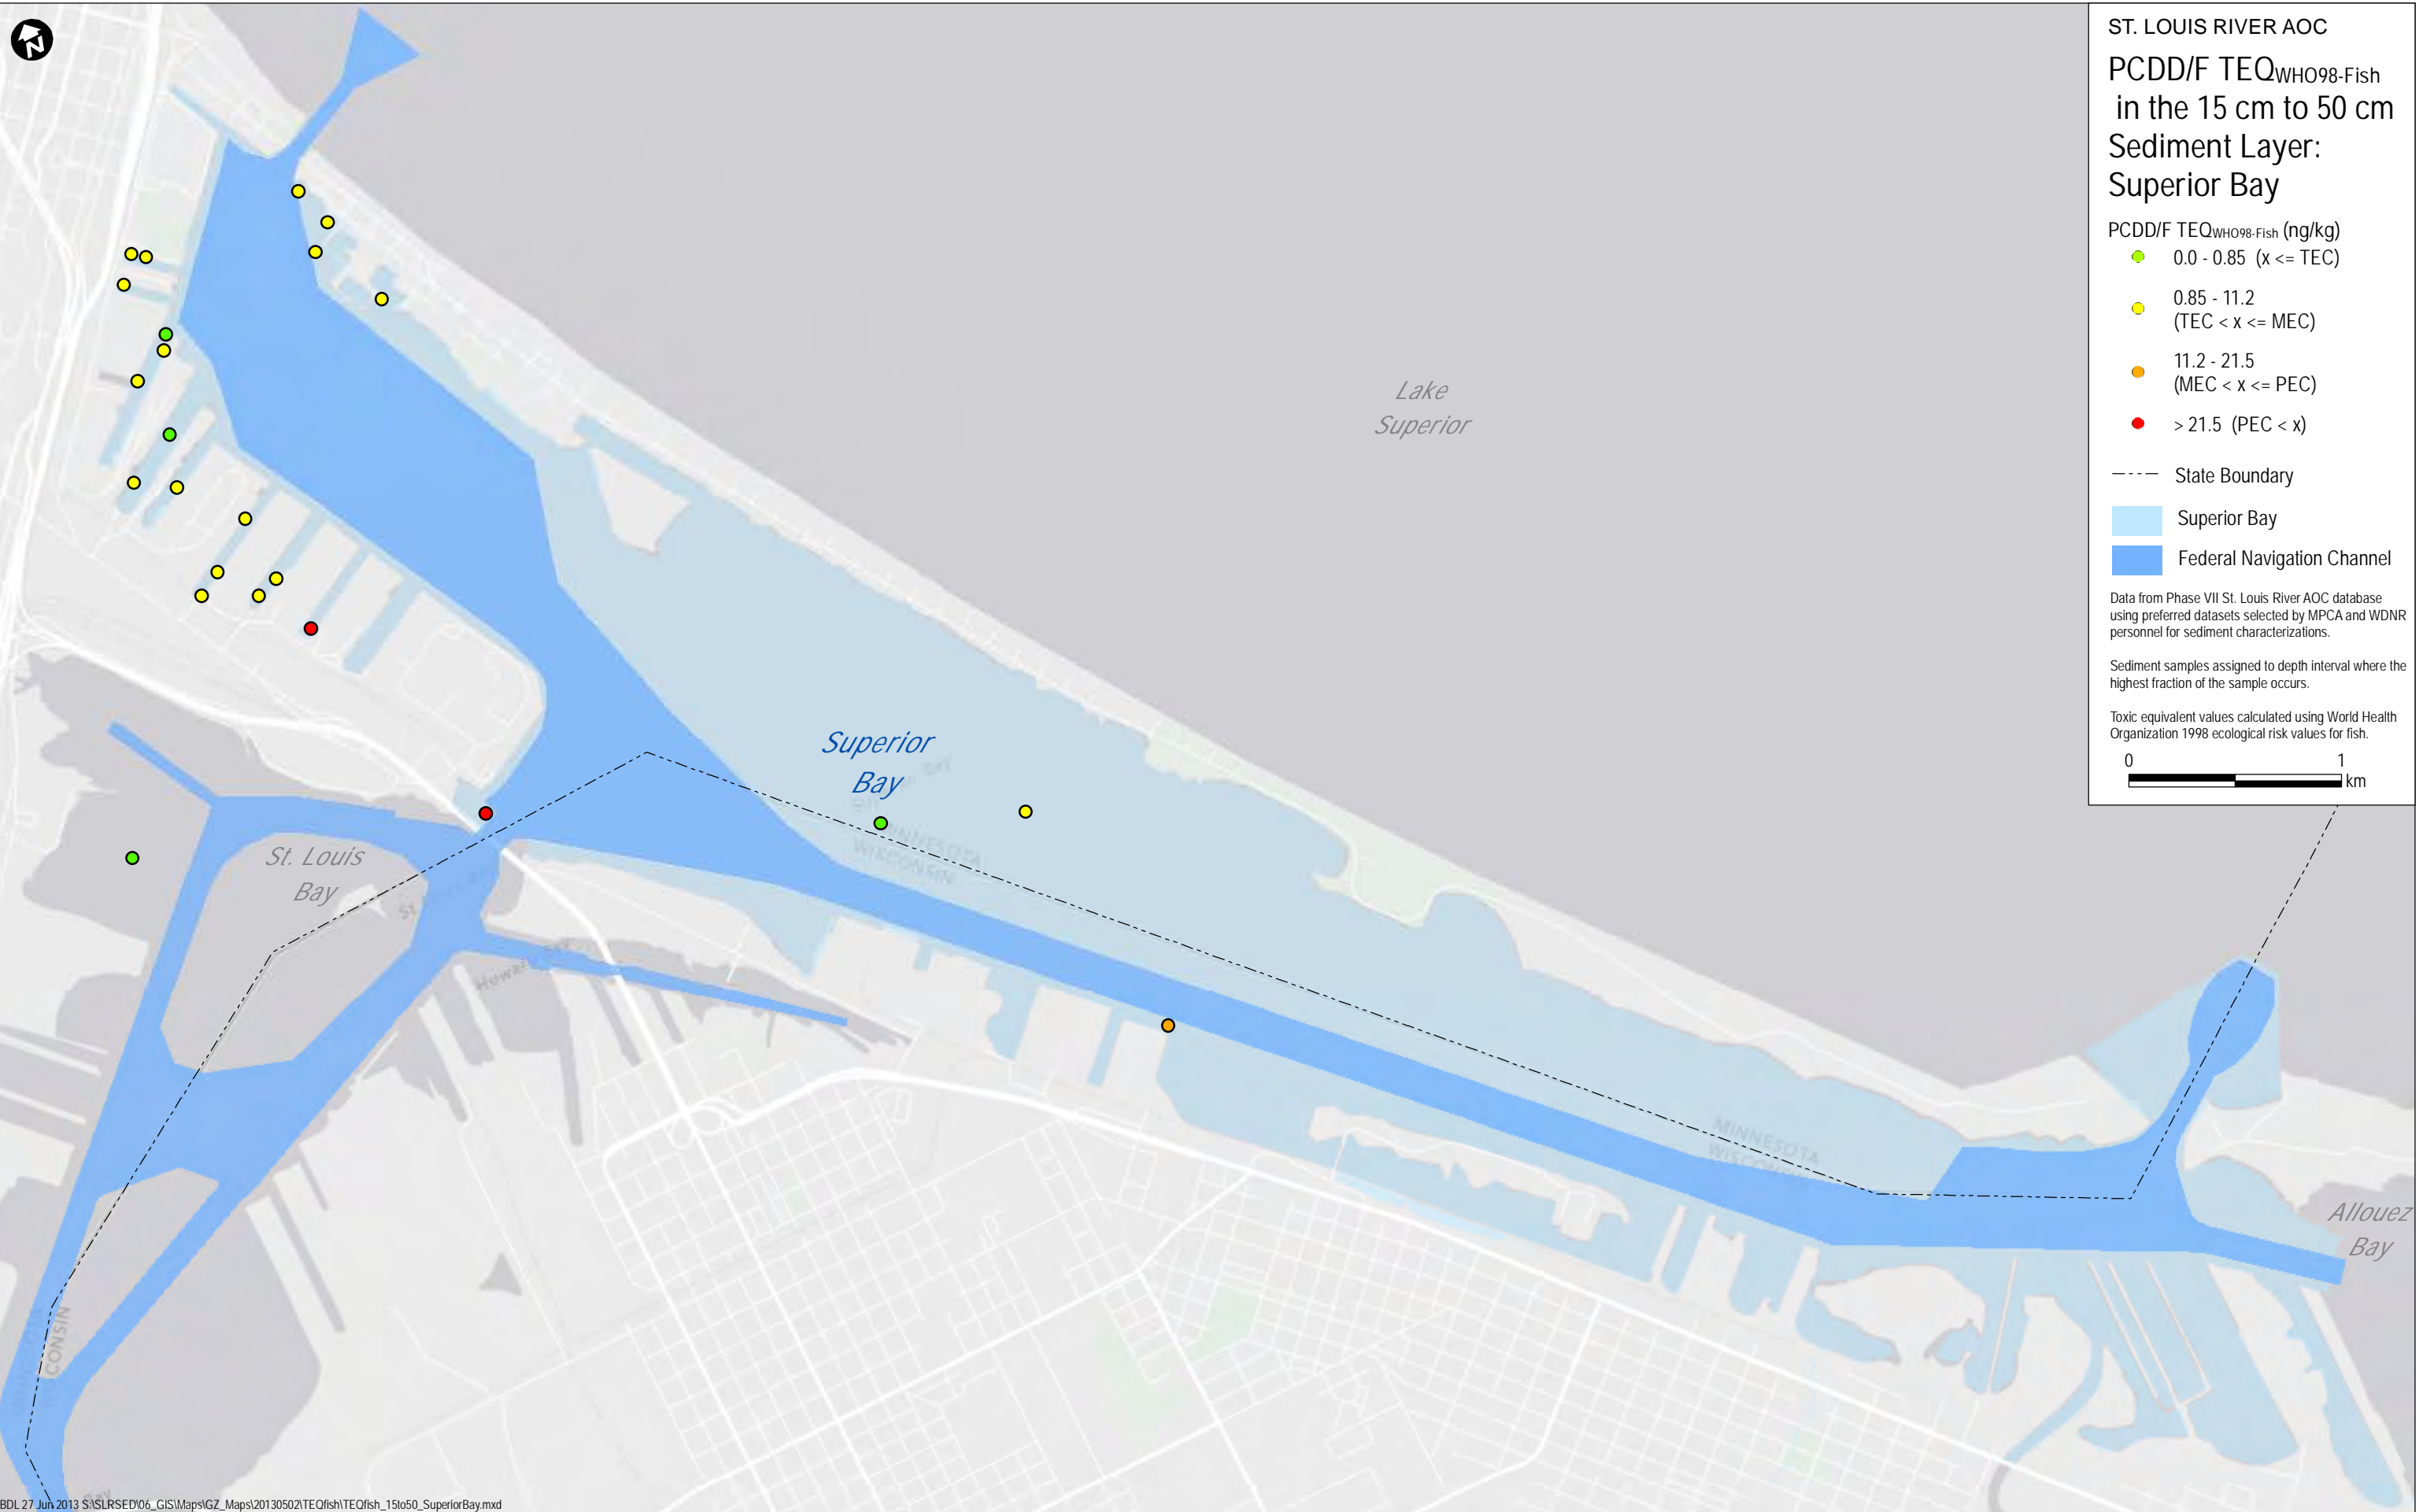 N
ST. LOUIS RIVER AOC
PCDD/F TEQWHO98-Fish
in the 15 cm to 50 cm
Sediment Layer:
Superior Bay
PCDD/F TEQWHO98-Fish (ng/kg)
0.0 - 0.85 (x <= TEC)
0.85 - 11.2
(TEC < x <= MEC)
11.2 - 21.5
(MEC < x <= PEC)
> 21.5 (PEC < x)
State Boundary
Superior Bay
Federal Navigation Channel
Data from Phase VII St. Louis River AOC database
using preferred datasets selected by MPCA and WDNR
personnel for sediment characterizations.
Sediment samples assigned to depth interval where the
highest fraction of the sample occurs.
Toxic equivalent values calculated using World Health
Organization 1998 ecological risk values for fish.
0 1
km
Lake
Superior
Superior
Bay
MINNESOTA
WISCONSIN
St. Louis
Bay
Howards Bay
MINNESOTA
WISCONSIN
Allouez
Bay
MINNESOTA
WISCONSIN
Bay
BDL 27 Jun 2013 S:\SLRSED\06_GIS\Maps\GZ_Maps\20130502\TEQfish\TEQfish_15to50_SuperiorBay.mxd